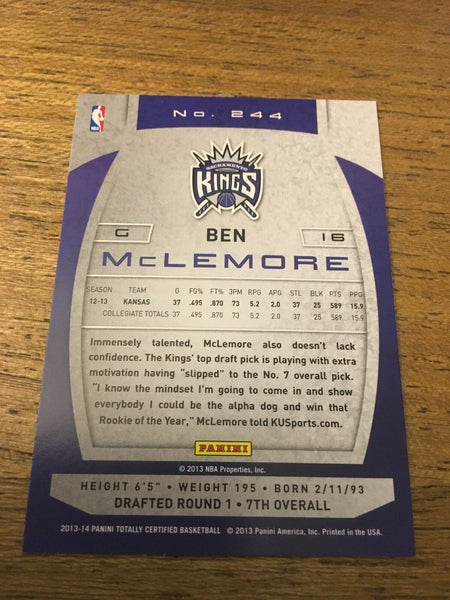 No. 244
NBA
SACRAMENTO
KINGS
G BEN 16
McLEMORE
SEASON TEAM G FG% FT% 3PM RPG APG STL BLK PTS PPG
12-13 KANSAS 37 .495 .870 73 5.2 2.0 37 25 589 15.9
COLLEGIATE TOTALS 37 .495 .870 73 5.2 2.0 37 25 589 15.9
Immensely talented, McLemore also doesn't lack
confidence. The Kings' top draft pick is playing with extra
motivation having “slipped” to the No. 7 overall pick.
“I know the mindset I'm going to come in and show
everybody I could be the alpha dog and win that
Rookie of the Year,” McLemore told KUSports.com.
PANINI
© 2013 NBA Properties, Inc.
HEIGHT 6'5" • WEIGHT 195 • BORN 2/11/93
DRAFTED ROUND 1 • 7TH OVERALL
2013-14 PANINI TOTALLY CERTIFIED BASKETBALL © 2013 Panini America, Inc. Printed in the USA.